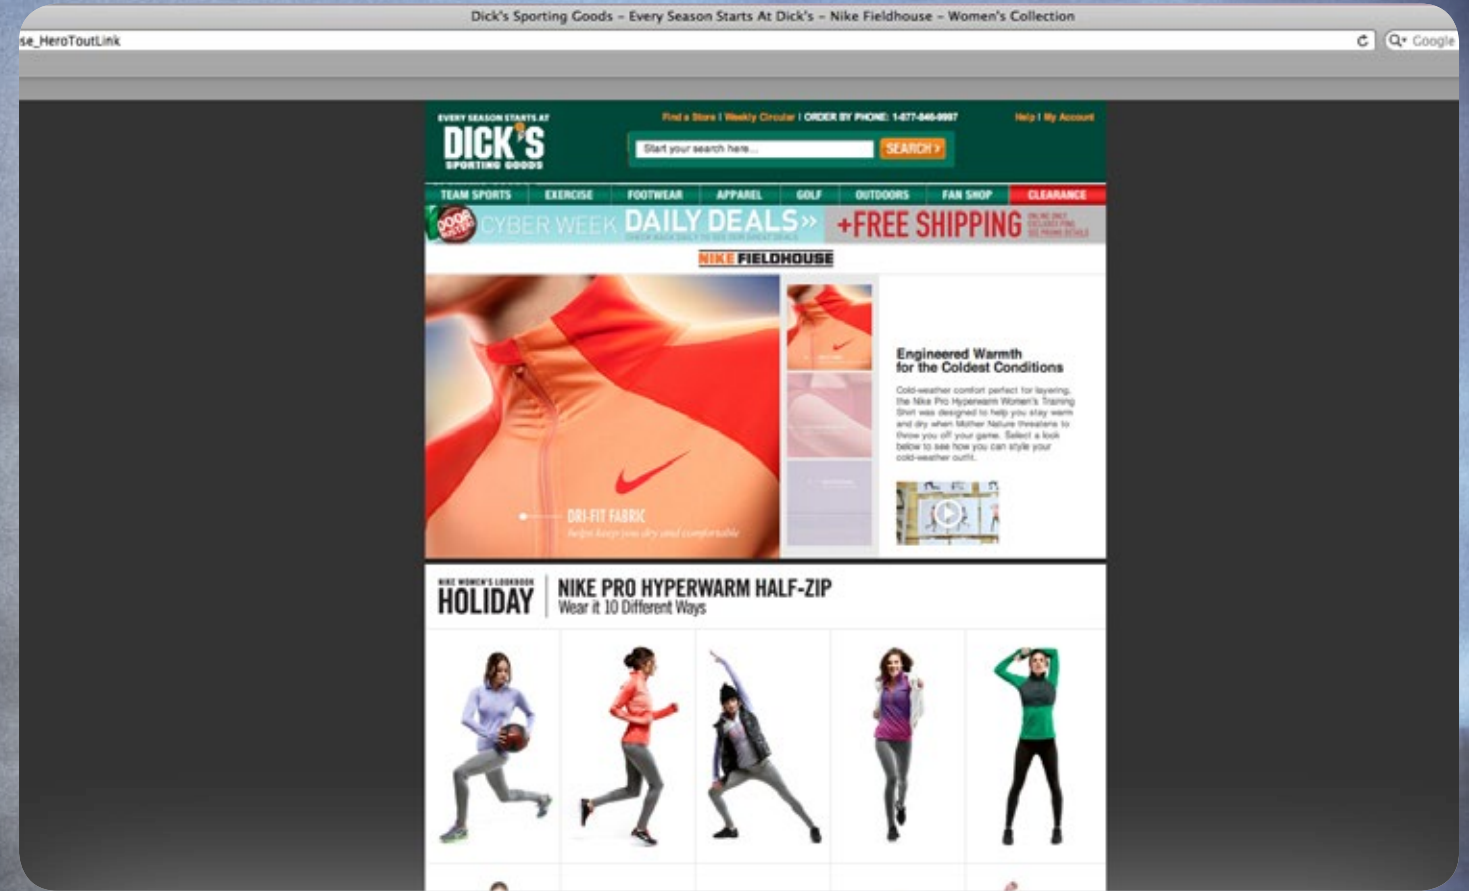 Dick's Sporting Goods – Every Season Starts At Dick's – Nike Fieldhouse – Women's Collection
se_HeroToutLink
Google
EVERY SEASON STARTS AT
DICK'S
SPORTING GOODS
Find a Store | Weekly Circular | ORDER BY PHONE: 1-877-846-9997
Help | My Account
Start your search here...
SEARCH ›
TEAM SPORTS EXERCISE FOOTWEAR APPAREL GOLF OUTDOORS FAN SHOP CLEARANCE
DOOR BUSTERS
CYBER WEEK DAILY DEALS» +FREE SHIPPING
NIKE FIELDHOUSE
Engineered Warmth
for the Coldest Conditions
Cold-weather comfort perfect for layering,
the Nike Pro Hyperwarm Women's Training
Shirt was designed to help you stay warm
and dry when Mother Nature threatens to
throw you off your game. Select a look
below to see how you can style your
cold-weather outfit.
DRI-FIT FABRIC
helps keep you dry and comfortable
NIKE WOMEN'S LOOKBOOK
HOLIDAY
NIKE PRO HYPERWARM HALF-ZIP
Wear it 10 Different Ways